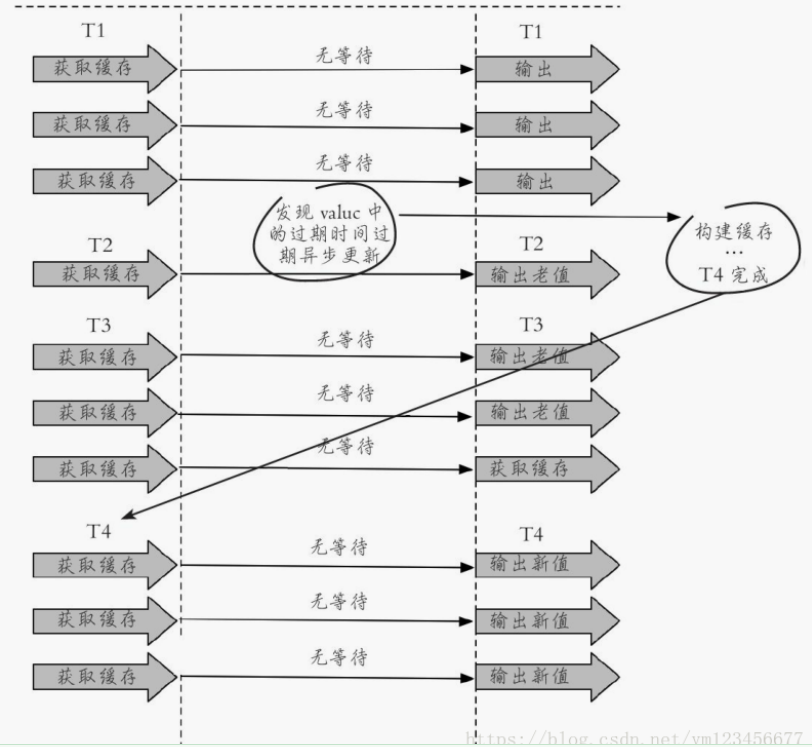 T1 T1
获取缓存 无等待 输出
获取缓存 无等待 输出
获取缓存 无等待 输出
发现 valuc 中
的过期时间过
期异步更新
构建缓存
…
T4 完成
T2 T2
获取缓存 输出老值
T3 T3
获取缓存 无等待 输出老值
获取缓存 无等待 输出老值
获取缓存 无等待 获取缓存
T4 T4
获取缓存 无等待 输出新值
获取缓存 无等待 输出新值
获取缓存 无等待 输出新值
https://blog.csdn.net/ym123456677